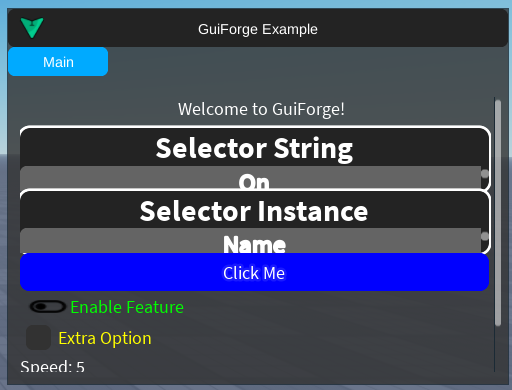 GuiForge Example
Main
Welcome to GuiForge!
Selector String
On
Selector Instance
Name
Click Me
Enable Feature
Extra Option
Speed: 5